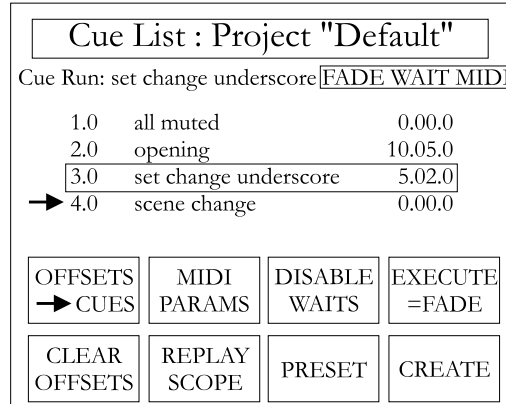 Cue List : Project "Default"
Cue Run: set change underscore FADE WAIT MIDI
1.0 all muted 0.00.0
2.0 opening 10.05.0
3.0 set change underscore 5.02.0
4.0 scene change 0.00.0
OFFSETS MIDI DISABLE EXECUTE
CUES PARAMS WAITS =FADE
CLEAR REPLAY PRESET CREATE
OFFSETS SCOPE